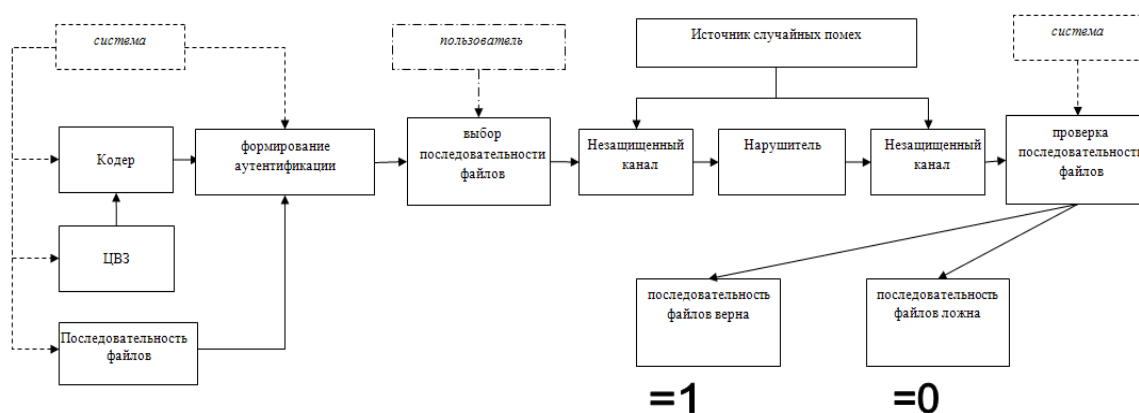 система
пользователь
Источник случайных помех
система
Кодер
формирование
аутентификации
выбор
последовательности
файлов
Незащищенный
канал
Нарушитель
Незащищенный
канал
проверка
последовательности
файлов
ЦВЗ
Последовательность
файлов
последовательность
файлов верна
последовательность
файлов ложна
=1
=0